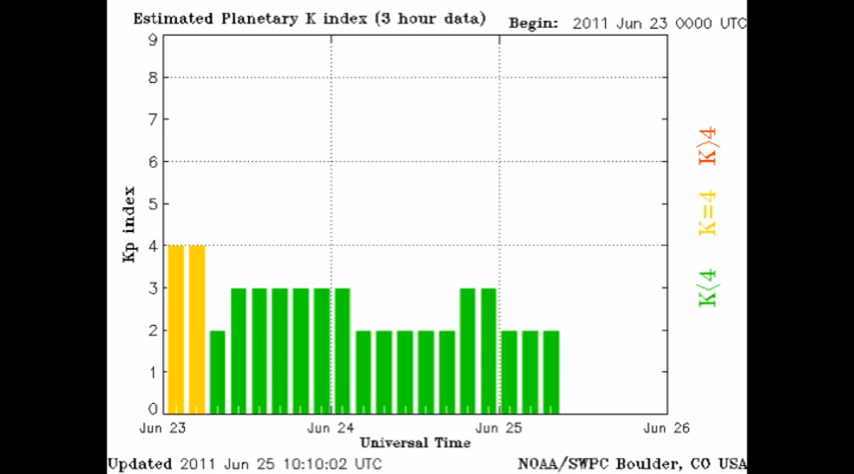 Estimated Planetary K index (3 hour data)
Begin: 2011 Jun 23 0000 UTC
9
8
7
6
5
4
3
2
1
0
Kp index
K>4
K=4
K<4
Jun 23
Jun 24
Jun 25
Jun 26
Universal Time
Updated 2011 Jun 25 10:10:02 UTC
NOAA/SWPC Boulder, CO USA